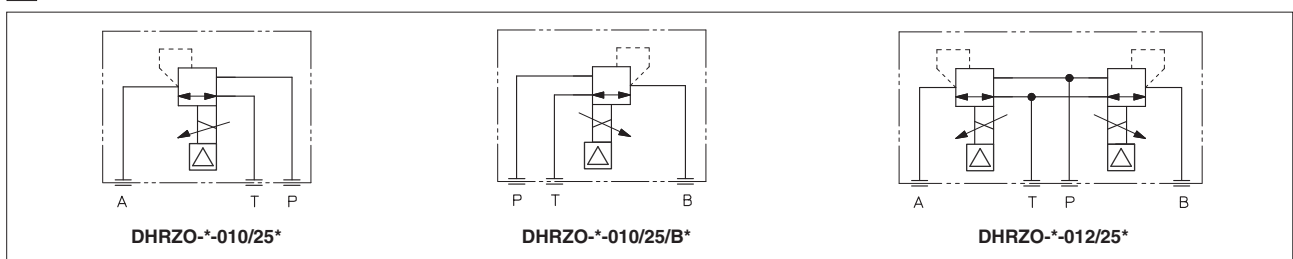 A T P
P T B
A T P B
DHRZO-*-010/25*
DHRZO-*-010/25/B*
DHRZO-*-012/25*